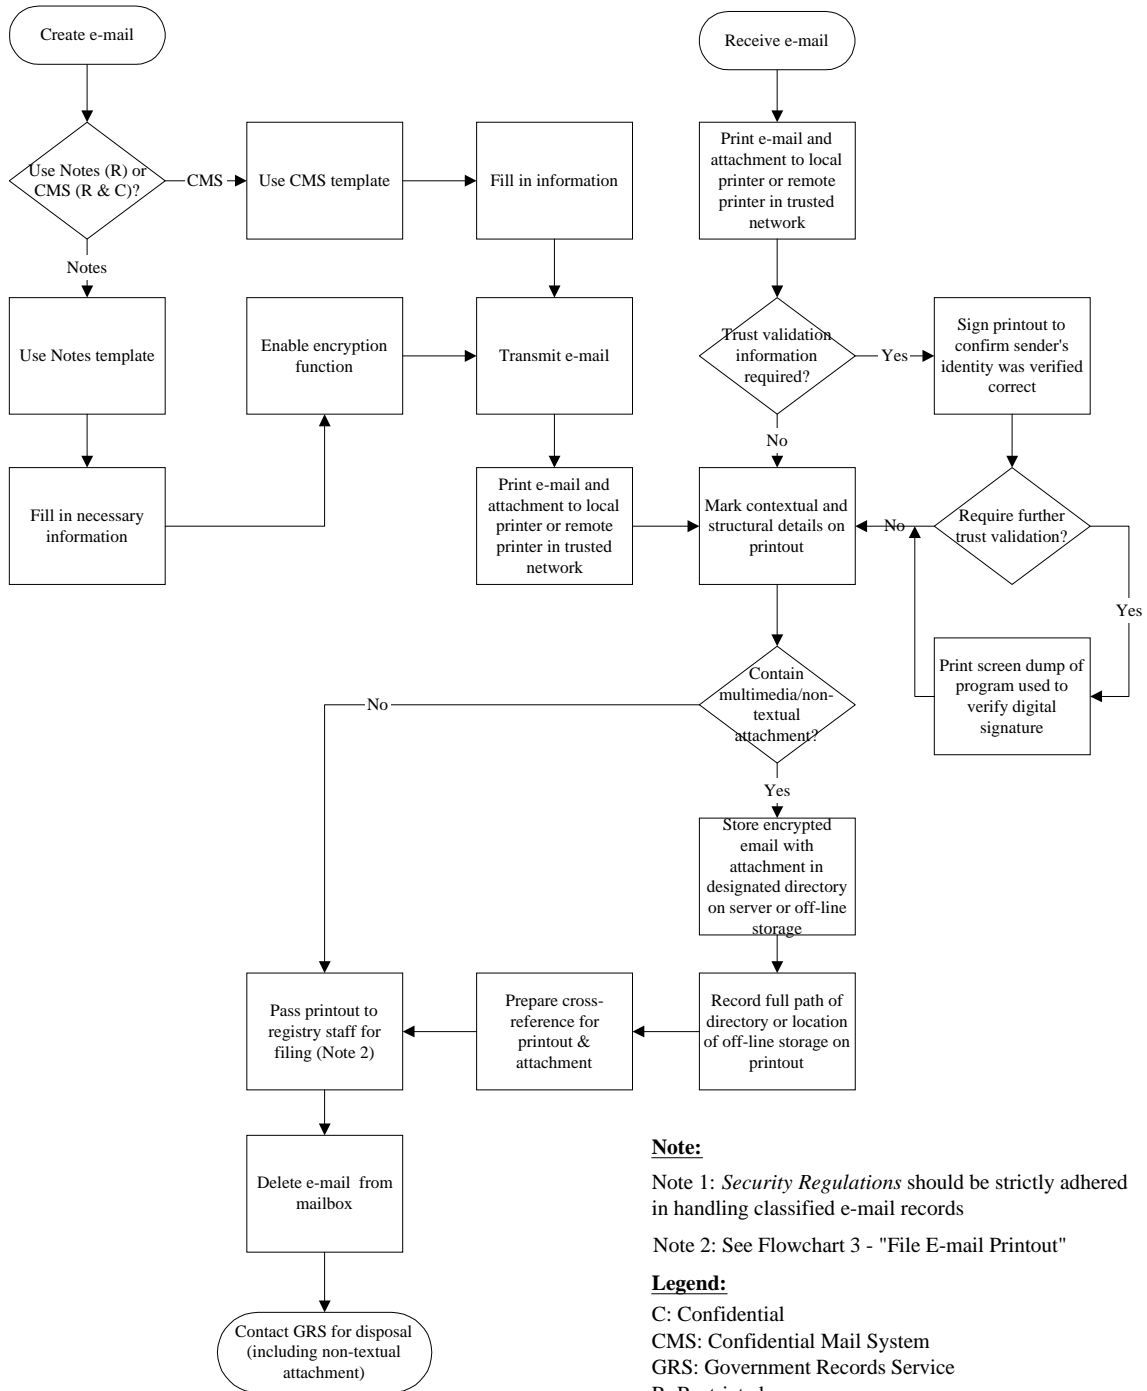 Create e-mail
Receive e-mail
Use Notes (R) or
CMS (R & C)?
CMS
Use CMS template
Fill in information
Print e-mail and
attachment to local
printer or remote
printer in trusted
network
Notes
Use Notes template
Enable encryption
function
Transmit e-mail
Trust validation
information
required?
Yes
Sign printout to
confirm sender's
identity was verified
correct
No
Fill in necessary
information
Print e-mail and
attachment to local
printer or remote
printer in trusted
network
Mark contextual and
structural details on
printout
No
Require further
trust validation?
Yes
Print screen dump of
program used to
verify digital
signature
Contain
multimedia/non-
textual
attachment?
No
Yes
Store encrypted
email with
attachment in
designated directory
on server or off-line
storage
Pass printout to
registry staff for
filing (Note 2)
Prepare cross-
reference for
printout &
attachment
Record full path of
directory or location
of off-line storage on
printout
Delete e-mail from
mailbox
Contact GRS for disposal
(including non-textual
attachment)
Note:
Note 1: Security Regulations should be strictly adhered
in handling classified e-mail records
Note 2: See Flowchart 3 - "File E-mail Printout"
Legend:
C: Confidential
CMS: Confidential Mail System
GRS: Government Records Service